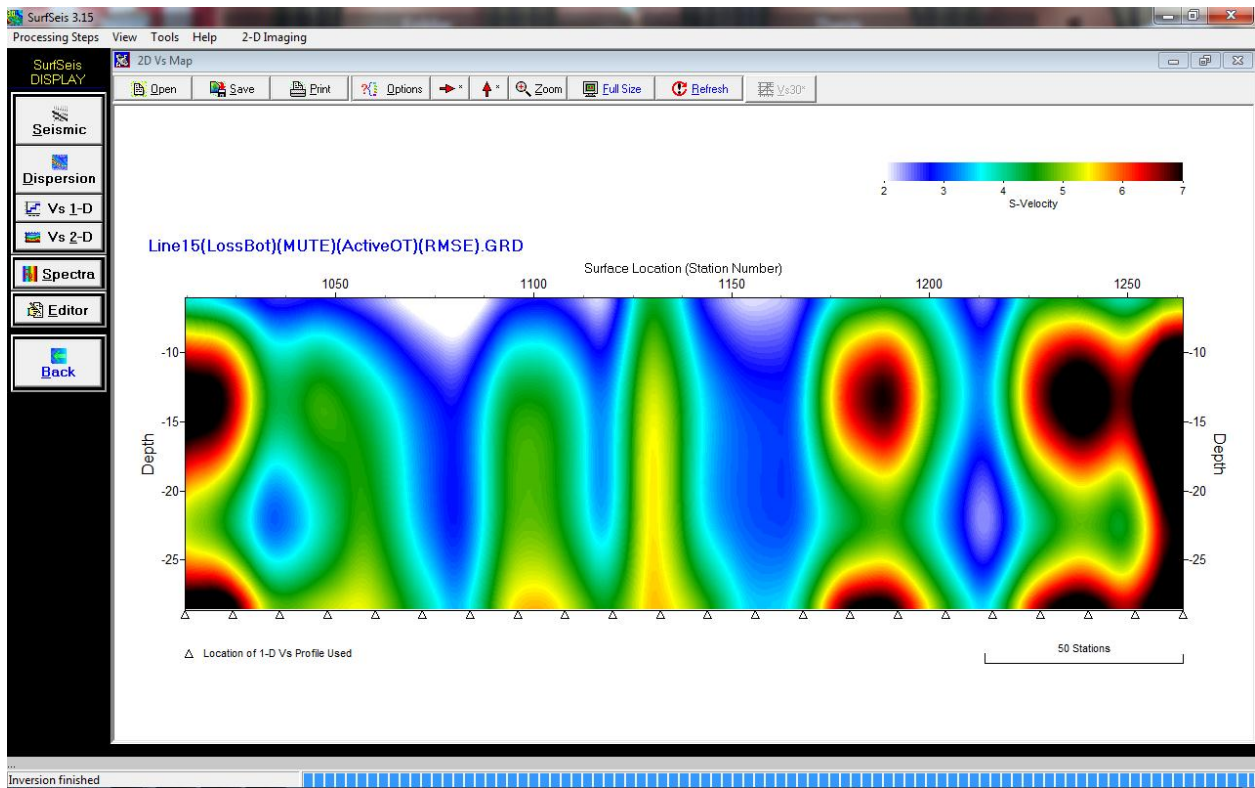 SurfSeis 3.15
Processing Steps View Tools Help 2-D Imaging
SurfSeis
DISPLAY
2D Vs Map
Open Save Print Options Zoom Full Size Refresh Vs30*
Seismic
Dispersion
Vs 1-D
Vs 2-D
Spectra
Editor
Back
2 3 4 5 6 7
S-Velocity
Line15(LossBot)(MUTE)(ActiveOT)(RMSE).GRD
Surface Location (Station Number)
1050 1100 1150 1200 1250
-10 -10
-15 -15
Depth Depth
-20 -20
-25 -25
Location of 1-D Vs Profile Used
50 Stations
...
Inversion finished